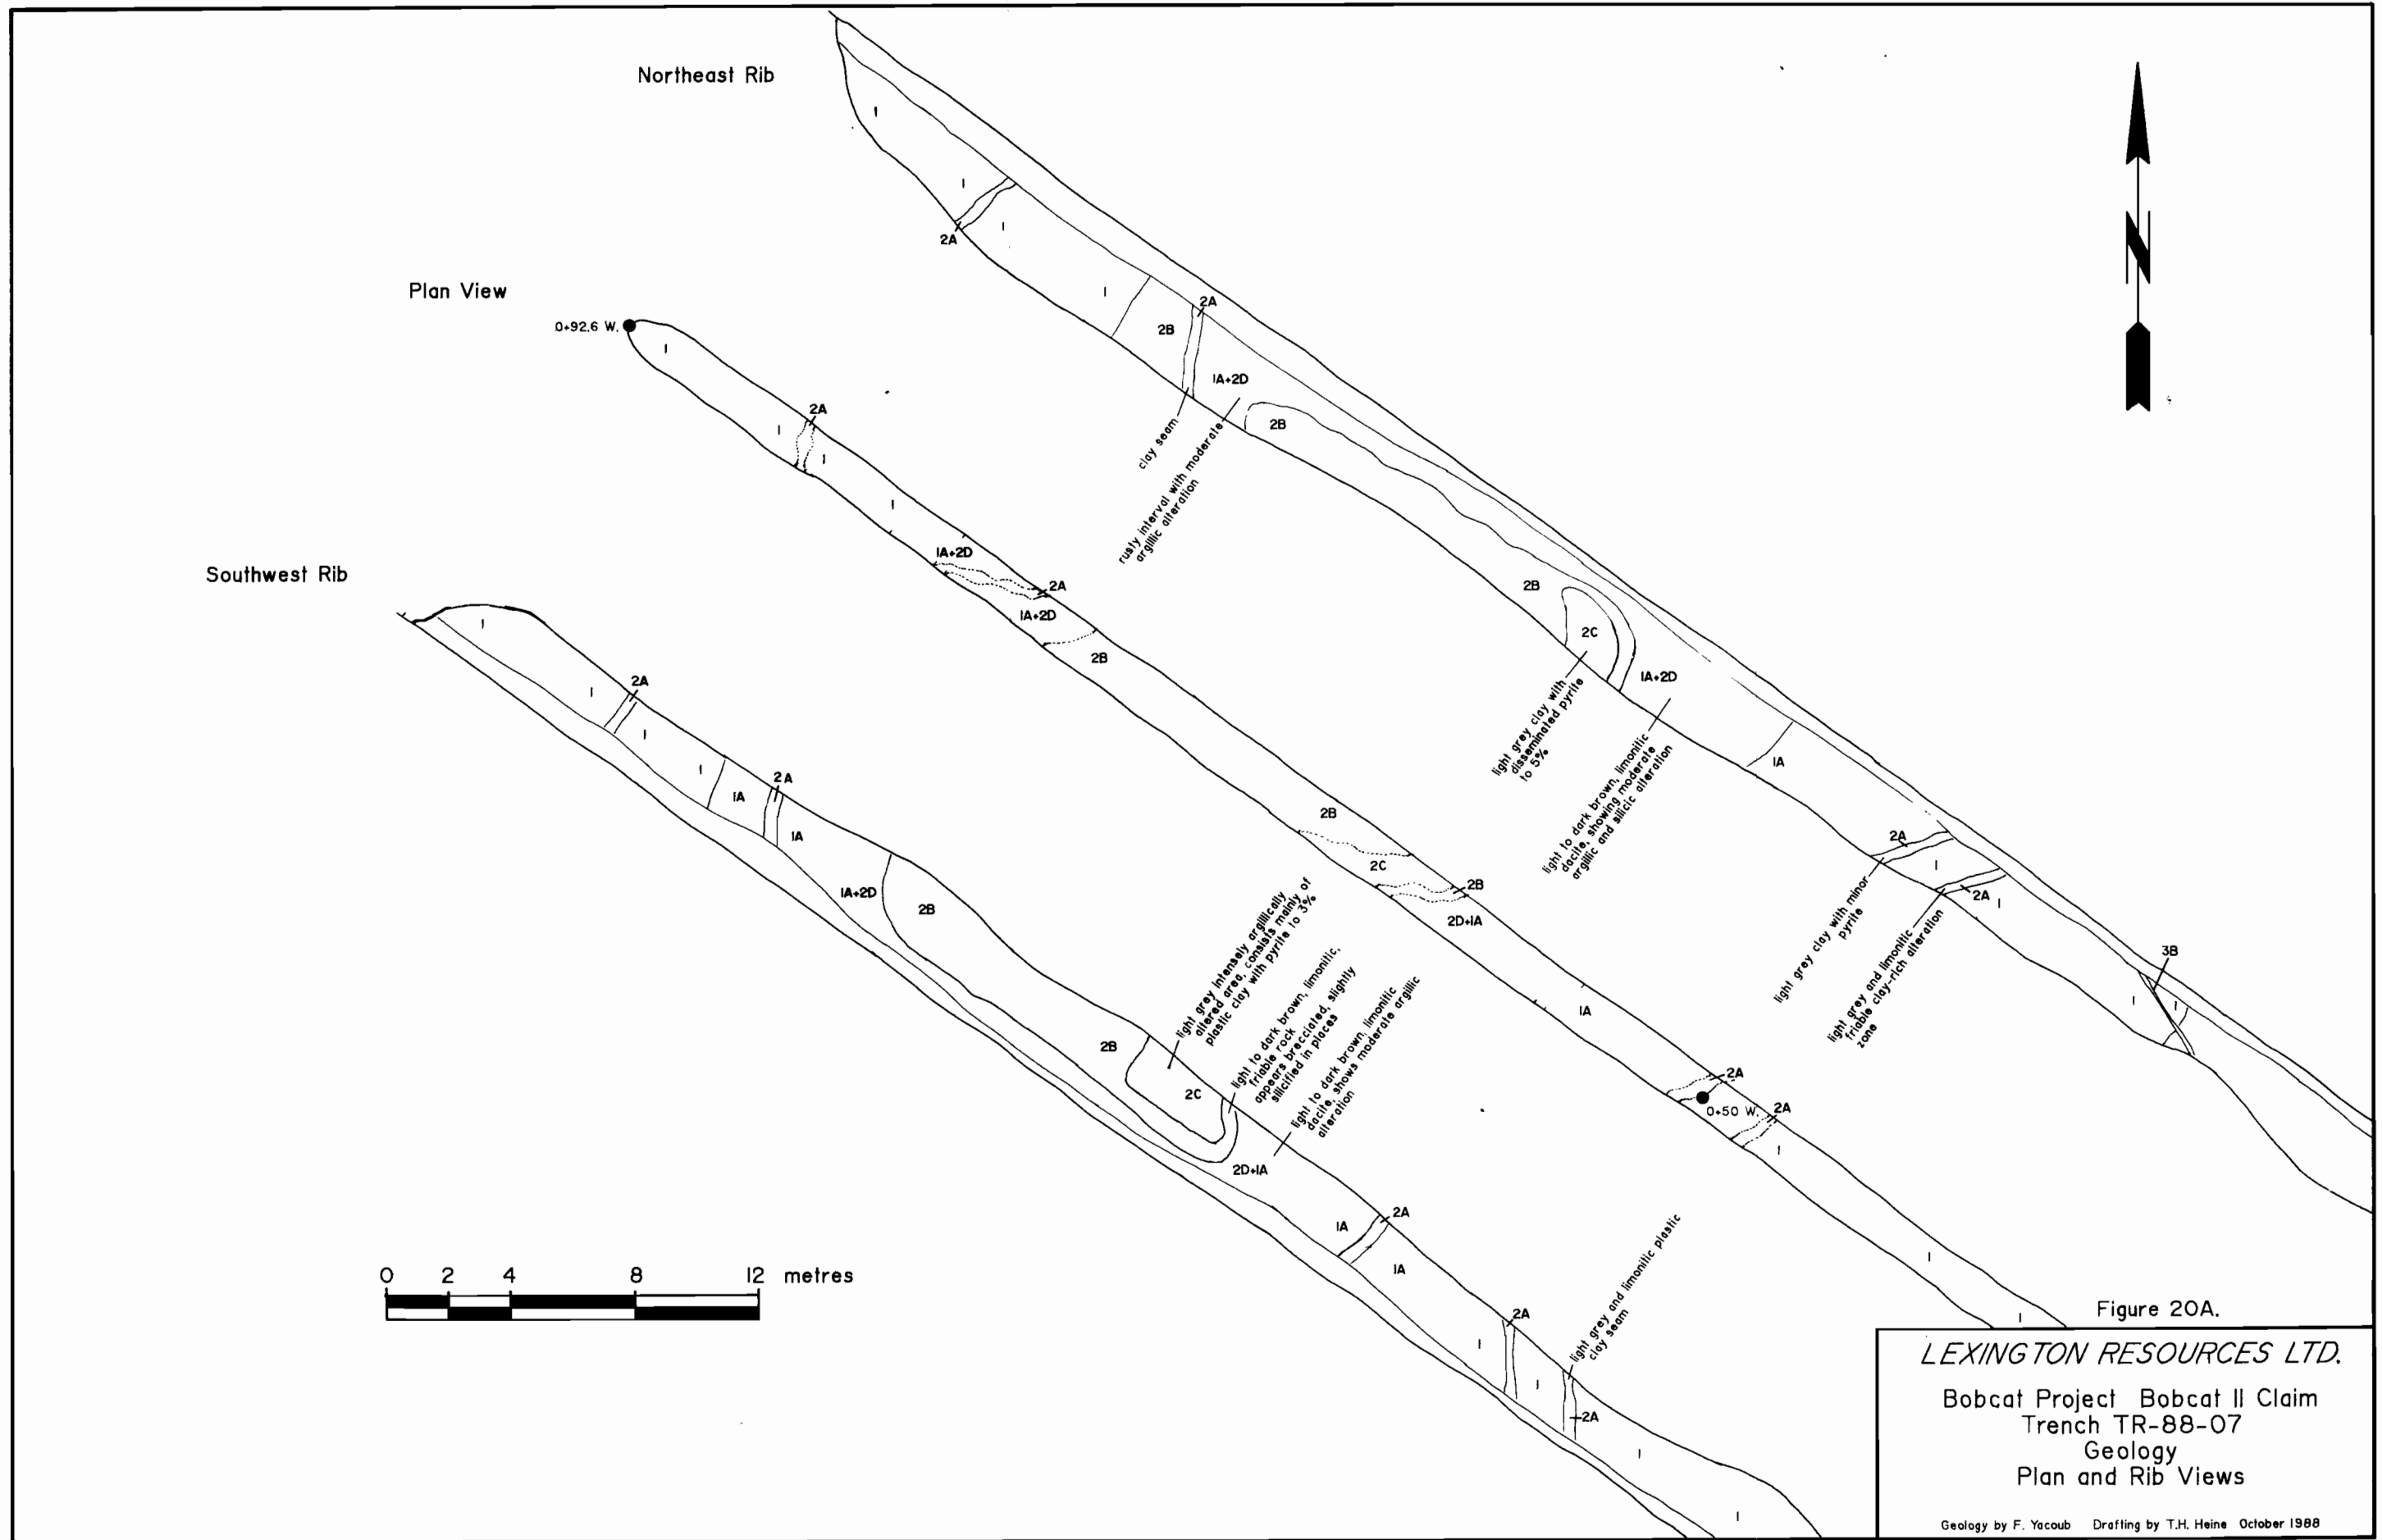 Northeast Rib
I
I
2A
I
I
2B
2A
1A+2D
clay seam
rusty interval with moderate
argillic alteration
2B
2B
2C
1A+2D
light grey clay with
disseminated pyrite
to 5%
light to dark brown, limonitic
dacite, showing moderate
argillic and silicic alteration
1A
2A
I
2A
I
light grey clay with minor
pyrite
light grey and limonitic
friable clay-rich alteration
zone
3B
I
I
N
Plan View
0+92.6 W.
I
2A
I
I
I
1A+2D
2A
1A+2D
2B
2B
2C
2B
2D+1A
1A
2A
0+50 W.
2A
I
I
I
Southwest Rib
I
2A
I
I
I
1A
2A
1A
1A+2D
2B
2B
2C
light grey intensely argillically
altered area, consists mainly of
plastic clay with pyrite to 3%
light to dark brown, limonitic,
friable rock
appears brecciated, slightly
silicified in places
light to dark brown, limonitic
dacite, shows moderate argillic
alteration
2D+1A
1A
2A
1A
2A
I
I
light grey and limonitic plastic
clay seam
2A
I
I
0 2 4 8 12 metres
Figure 20A.
LEXINGTON RESOURCES LTD.
Bobcat Project Bobcat II Claim
Trench TR-88-07
Geology
Plan and Rib Views
Geology by F. Yacoub Drafting by T.H. Heine October 1988